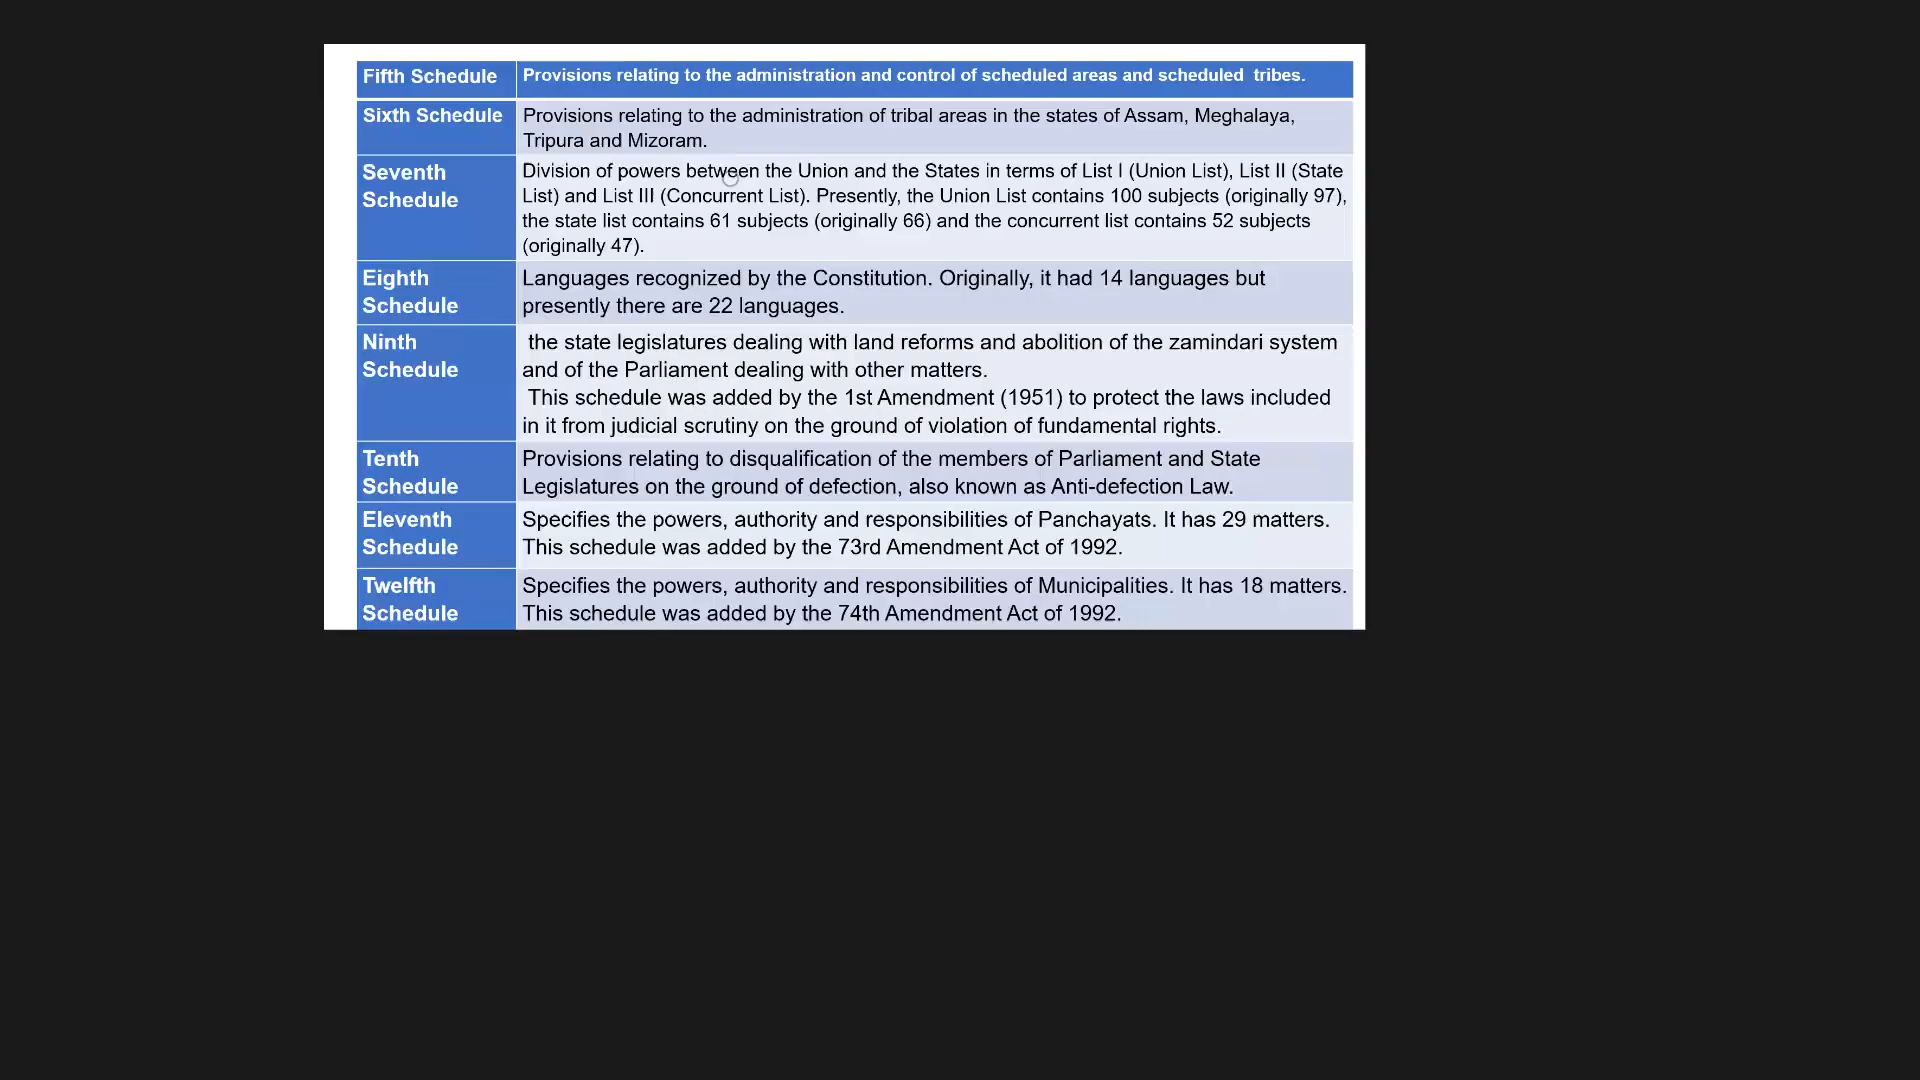 Fifth Schedule
Provisions relating to the administration and control of scheduled areas and scheduled tribes.
Sixth Schedule
Provisions relating to the administration of tribal areas in the states of Assam, Meghalaya,
Tripura and Mizoram.
Seventh
Schedule
Division of powers between the Union and the States in terms of List I (Union List), List II (State
List) and List III (Concurrent List). Presently, the Union List contains 100 subjects (originally 97),
the state list contains 61 subjects (originally 66) and the concurrent list contains 52 subjects
(originally 47).
Eighth
Schedule
Languages recognized by the Constitution. Originally, it had 14 languages but
presently there are 22 languages.
Ninth
Schedule
the state legislatures dealing with land reforms and abolition of the zamindari system
and of the Parliament dealing with other matters.
This schedule was added by the 1st Amendment (1951) to protect the laws included
in it from judicial scrutiny on the ground of violation of fundamental rights.
Tenth
Schedule
Provisions relating to disqualification of the members of Parliament and State
Legislatures on the ground of defection, also known as Anti-defection Law.
Eleventh
Schedule
Specifies the powers, authority and responsibilities of Panchayats. It has 29 matters.
This schedule was added by the 73rd Amendment Act of 1992.
Twelfth
Schedule
Specifies the powers, authority and responsibilities of Municipalities. It has 18 matters.
This schedule was added by the 74th Amendment Act of 1992.